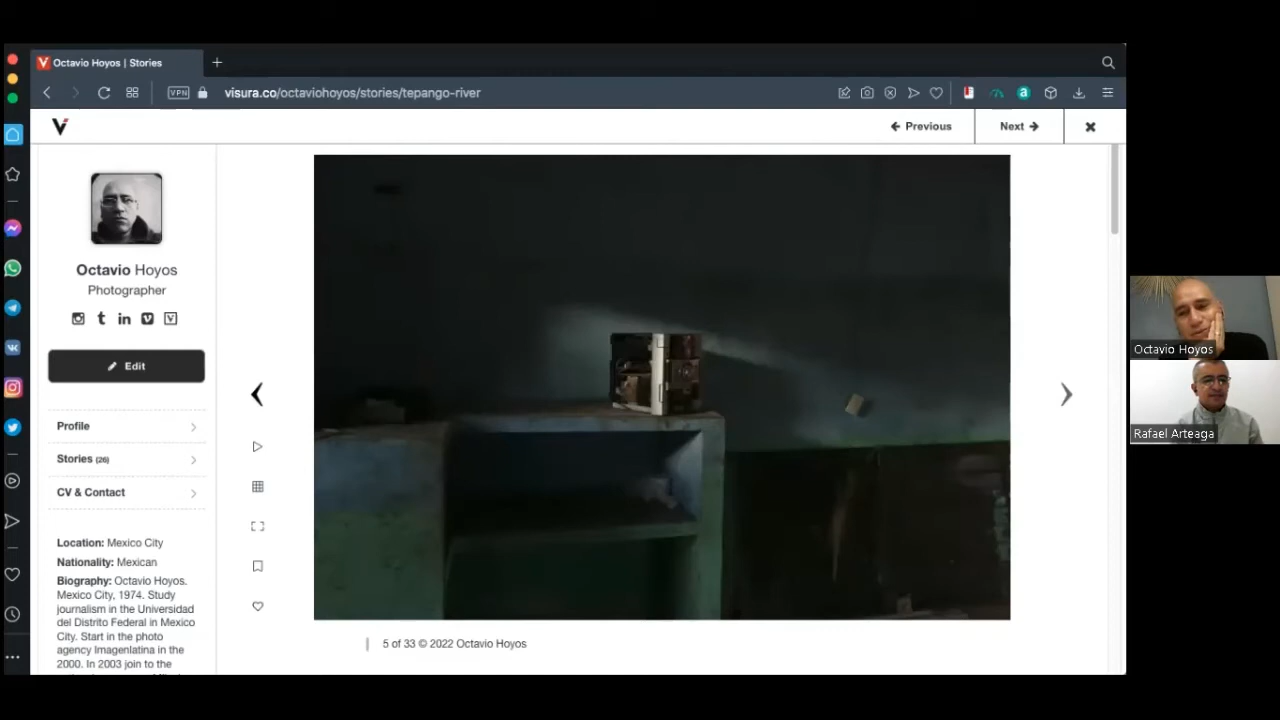 Octavio Hoyos | Stories
VPN
visura.co/octaviohoyos/stories/tepango-river
Previous
Next
Octavio Hoyos
Photographer
Edit
Profile
Stories (26)
CV & Contact
Location: Mexico City
Nationality: Mexican
Biography: Octavio Hoyos.
Mexico City, 1974. Study
journalism in the Universidad
del Distrito Federal in Mexico
City. Start in the photo
agency Imagenlatina in the
2000. In 2003 join to the
5 of 33 © 2022 Octavio Hoyos
Octavio Hoyos
Rafael Arteaga